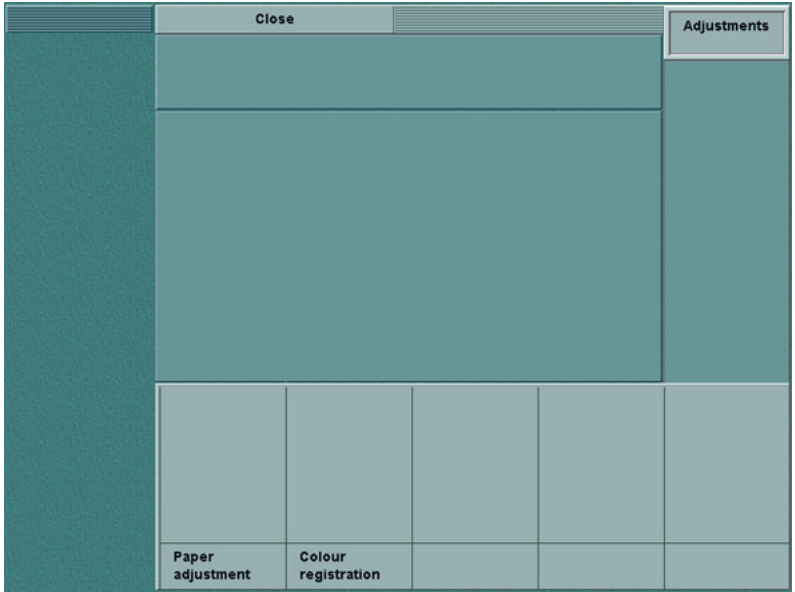 Close
Adjustments
Paper
adjustment
Colour
registration